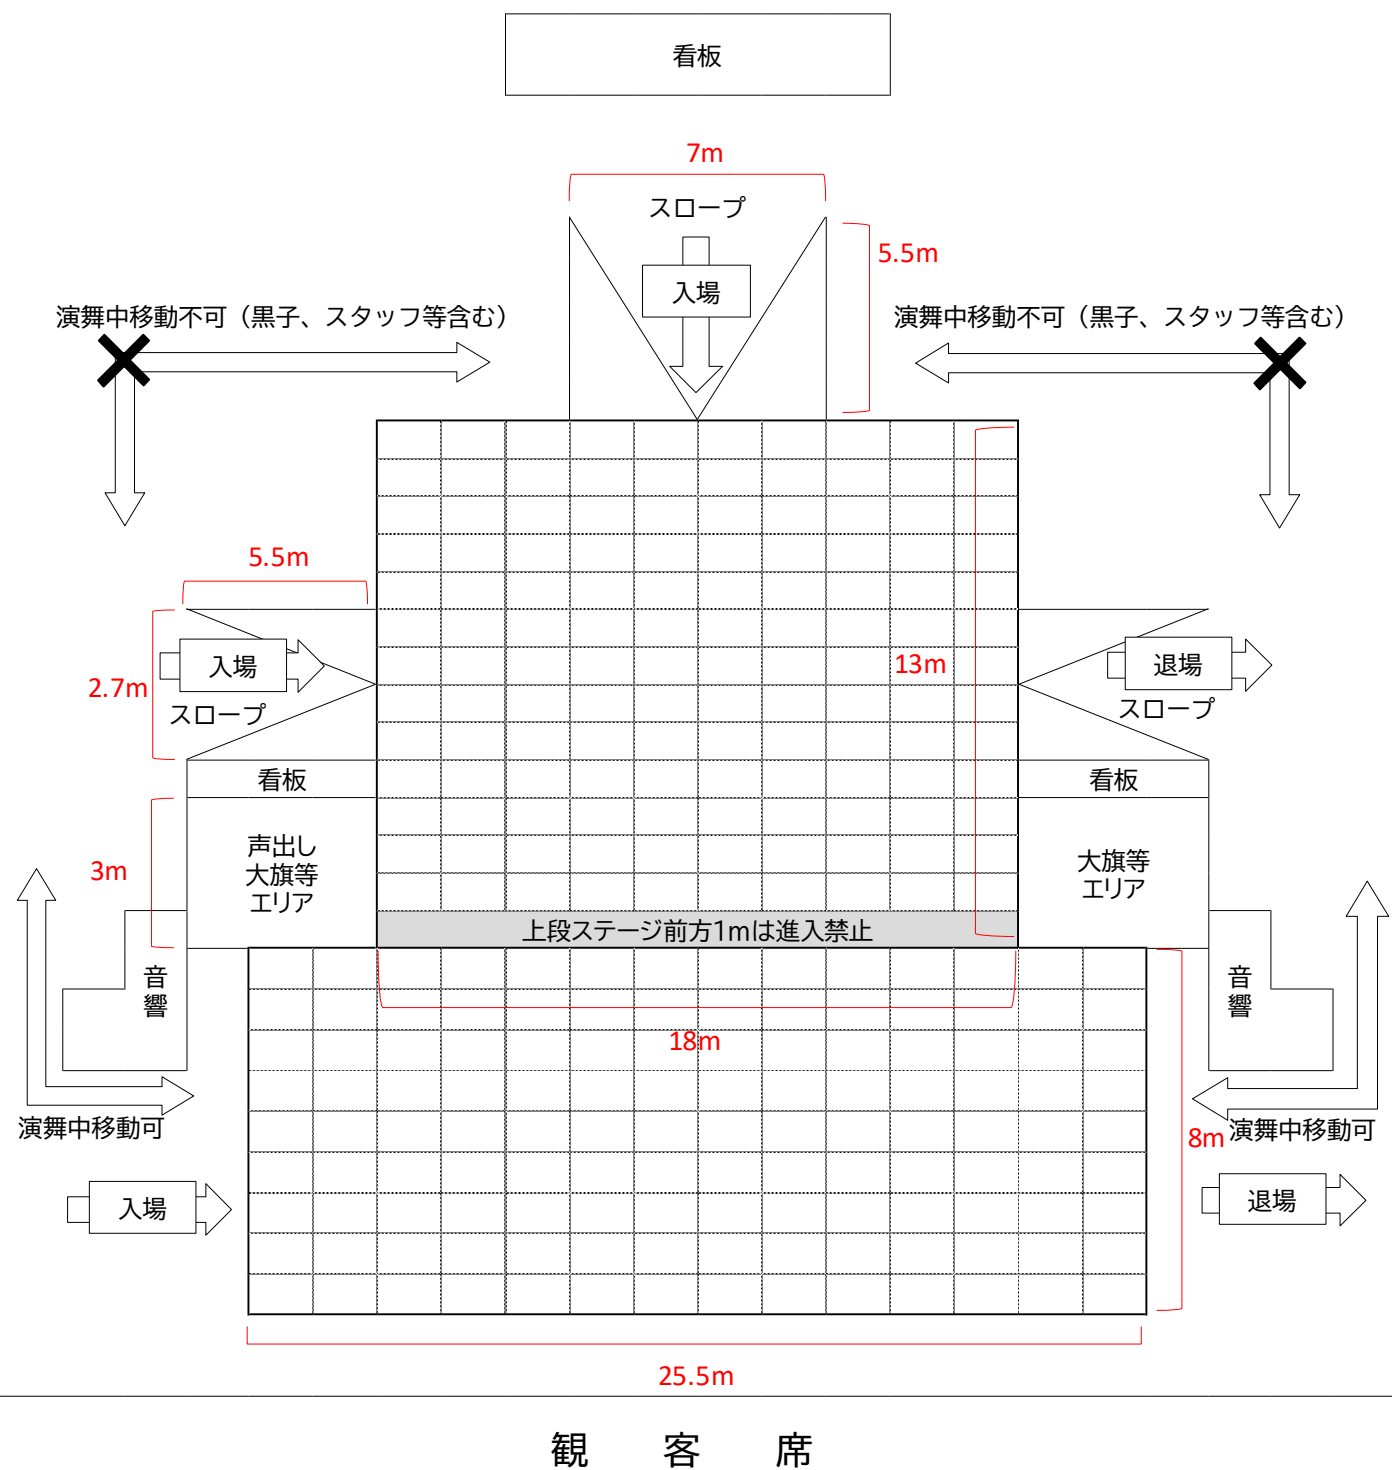 看板
7m
スロープ
5.5m
入場
演舞中移動不可（黒子、スタッフ等含む）
演舞中移動不可（黒子、スタッフ等含む）
5.5m
入場
13m
退場
2.7m
スロープ
スロープ
看板
看板
声出し
大旗等
エリア
大旗等
エリア
3m
上段ステージ前方1mは進入禁止
音
響
音
響
18m
演舞中移動可
8m
演舞中移動可
入場
退場
25.5m
観 客 席